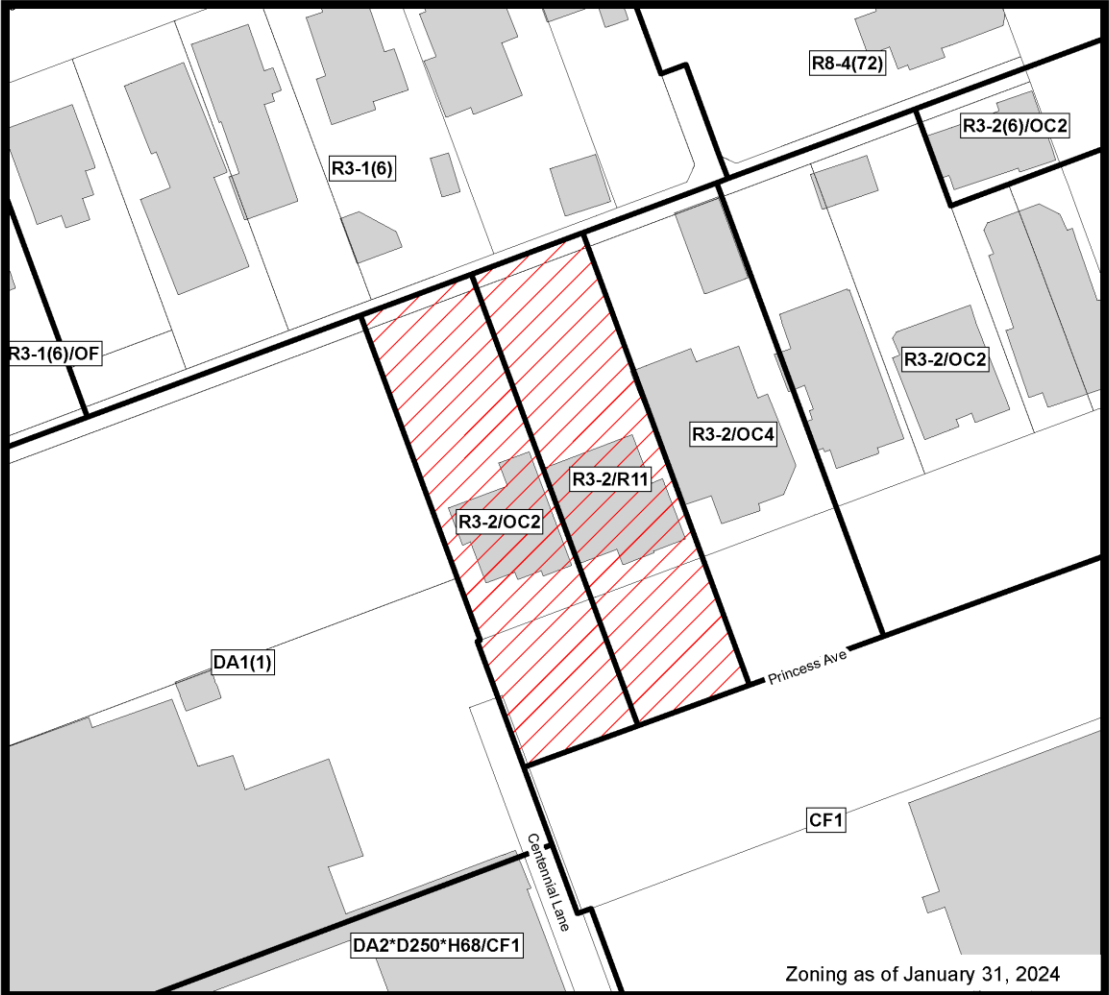 R8-4(72)
R3-2(6)/OC2
R3-1(6)
R3-1(6)/OF
R3-2/OC2
R3-2/OC4
R3-2/R11
R3-2/OC2
DA1(1)
Princess Ave
CF1
Centennial Lane
DA2*D250*H68/CF1
Zoning as of January 31, 2024